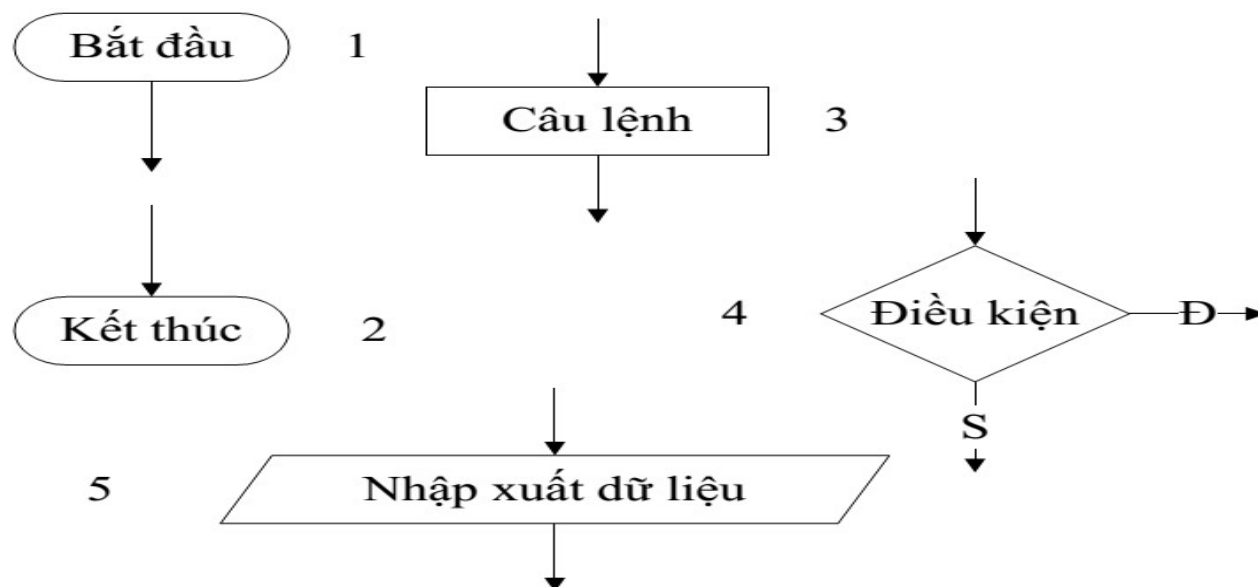 Bắt đầu 1
Câu lệnh 3
Kết thúc 2
4 Điều kiện Đ
S
5 Nhập xuất dữ liệu